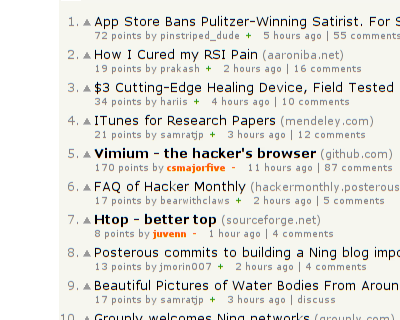 1. ▲ App Store Bans Pulitzer-Winning Satirist. For S
72 points by pinstriped_dude + 5 hours ago | 55 comments
2. ▲ How I Cured my RSI Pain (aaroniba.net)
19 points by prakash + 2 hours ago | 16 comments
3. ▲ $3 Cutting-Edge Healing Device, Field Tested
34 points by hariis + 4 hours ago | 10 comments
4. ▲ ITunes for Research Papers (mendeley.com)
21 points by samratjp + 3 hours ago | 12 comments
5. ▲ Vimium - the hacker's browser (github.com)
170 points by csmajorfive - 11 hours ago | 87 comments
6. ▲ FAQ of Hacker Monthly (hackermonthly.posterous
17 points by bearwithclaws + 2 hours ago | 5 comments
7. ▲ Htop - better top (sourceforge.net)
8 points by juvenn - 1 hour ago | 4 comments
8. ▲ Posterous commits to building a Ning blog impo
13 points by jmorin007 + 2 hours ago | 4 comments
9. ▲ Beautiful Pictures of Water Bodies From Aroun
17 points by samratjp + 3 hours ago | discuss
10. ▲ Grouply welcomes Ning networks (grouply.com)